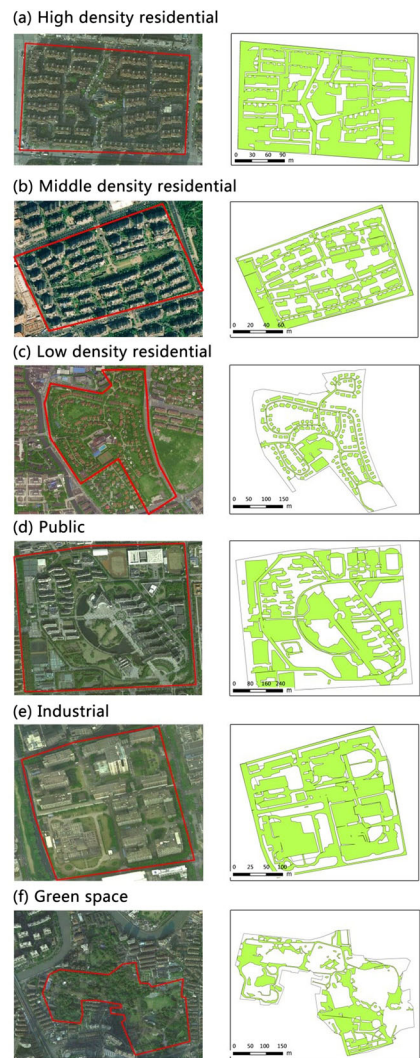 (a) High density residential
0 30 60 90
m
(b) Middle density residential
0 20 40 60
m
(c) Low density residential
0 50 100 150
m
(d) Public
0 80 160 240
m
(e) Industrial
0 25 50 100
m
(f) Green space
0 50 100 150
m